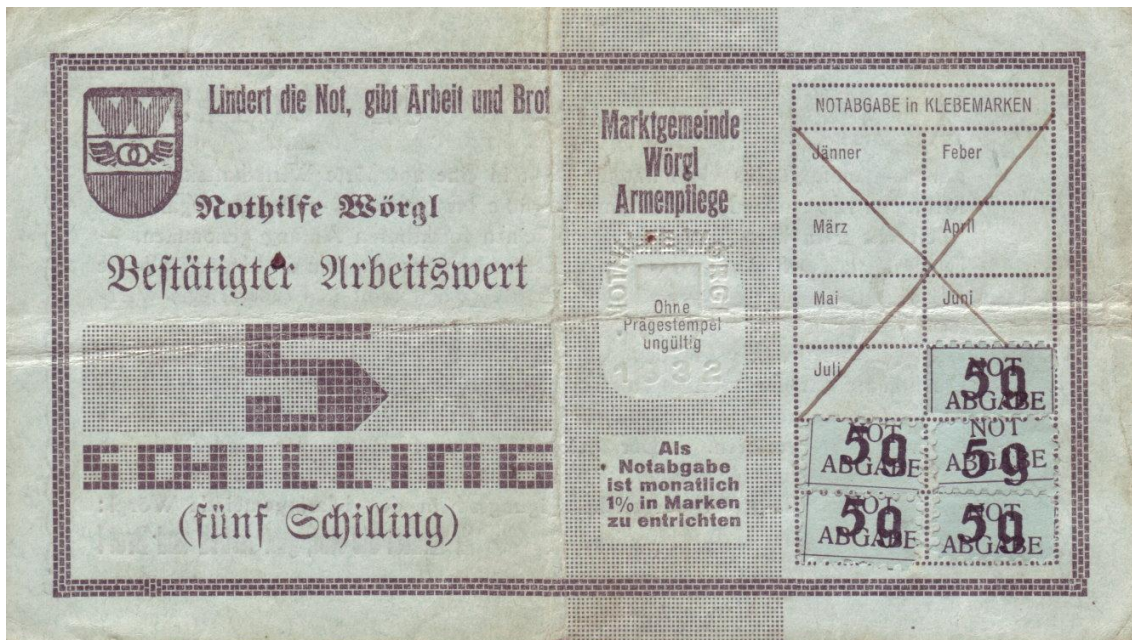 Lindert die Not, gibt Arbeit und Brot
Nothilfe Wörgl
Bestätigter Arbeitswert
5
SCHILLING
(fünf Schilling)
Marktgemeinde
Wörgl
Armenpflege
NOTHILFE WÖRGL
Ohne
Prägestempel
ungültig
1932
Als
Notabgabe
ist monatlich
1% in Marken
zu entrichten
NOTABGABE in KLEBEMARKEN
Jänner
Feber
März
April
Mai
Juni
Juli
NOT
5g
ABGABE
NOT
5g
ABGABE
NOT
5g
ABGABE
NOT
5g
ABGABE
NOT
5g
ABGABE